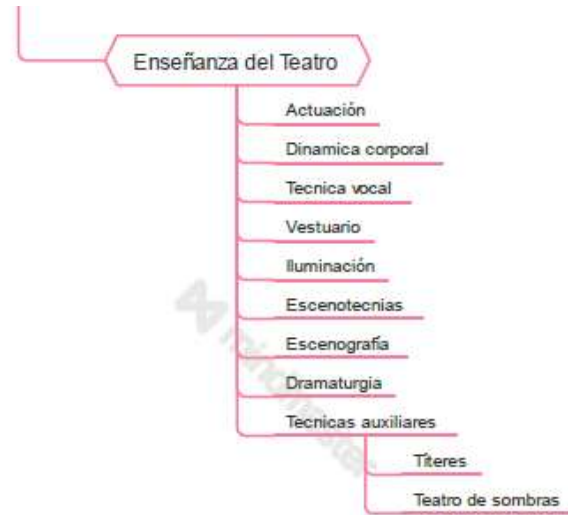 Enseñanza del Teatro
Actuación
Dinamica corporal
Tecnica vocal
Vestuario
Iluminación
Escenotecnias
Escenografía
Dramaturgia
Tecnicas auxiliares
Títeres
Teatro de sombras
mindmaster